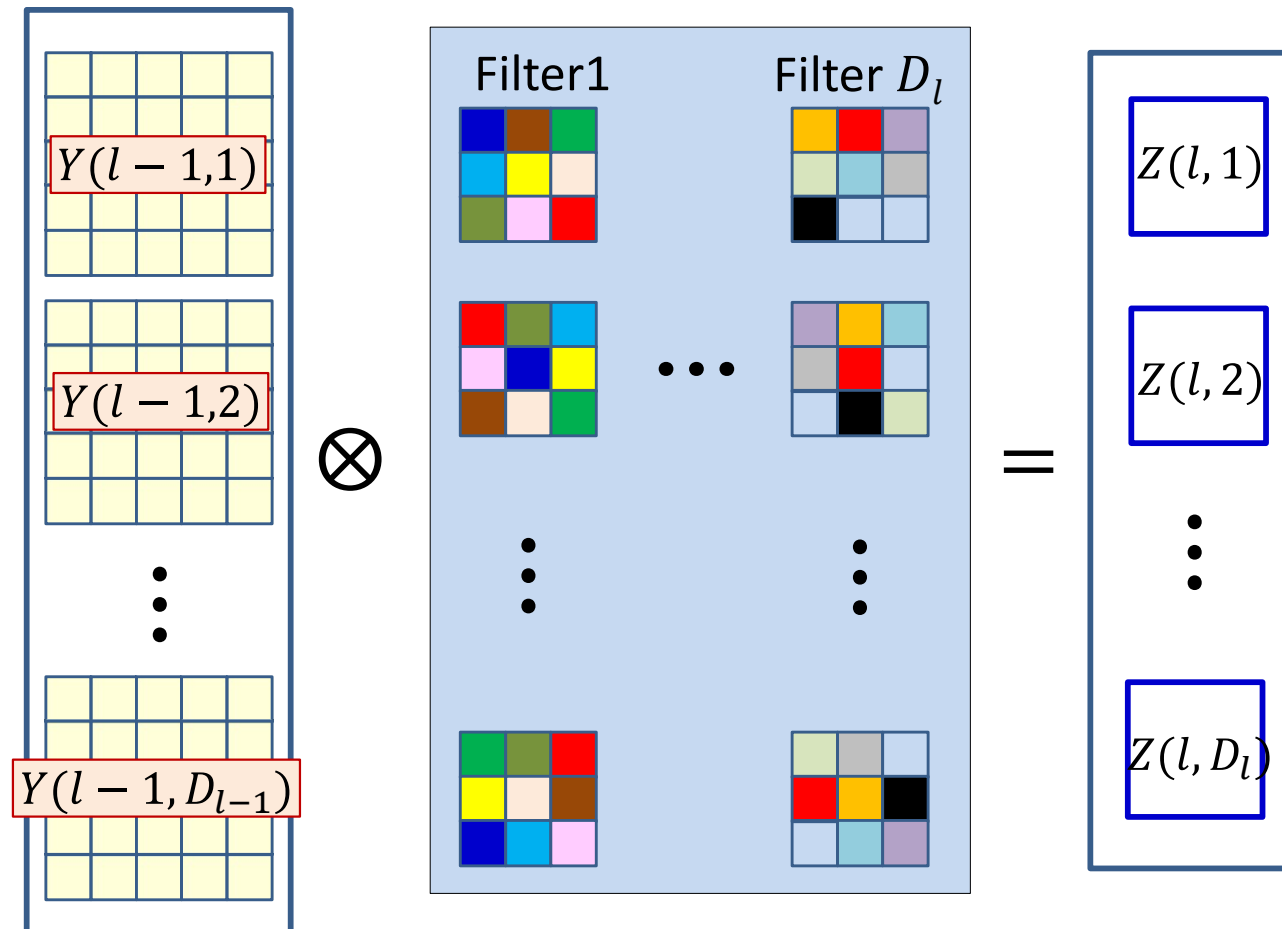 Filter1
Filter D_l
Y(l − 1,1)
Z(l, 1)
Y(l − 1,2)
...
Z(l, 2)
⊗
=
⋮
⋮
⋮
⋮
Y(l − 1, D_{l−1})
Z(l, D_l)